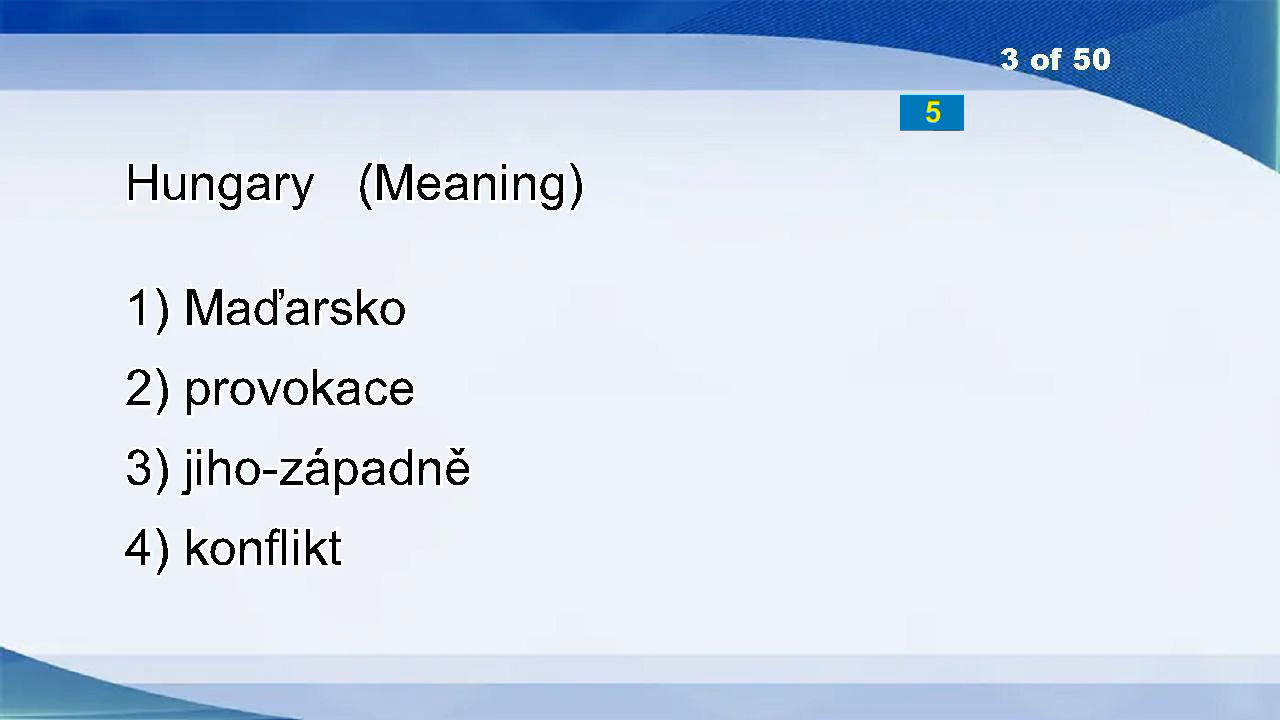 3 of 50
5
Hungary (Meaning)
1) Maďarsko
2) provokace
3) jiho-západně
4) konflikt